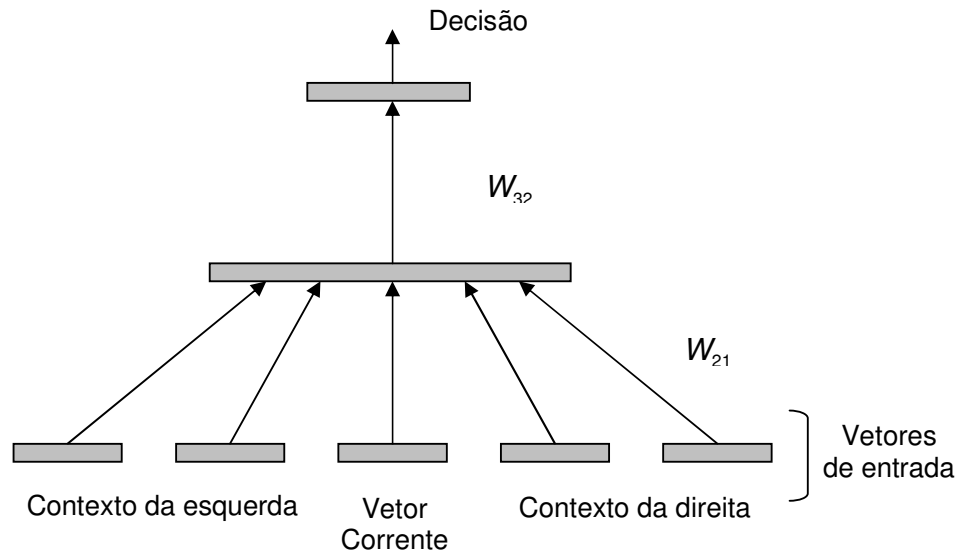 Decisão
W32
W21
Vetores
de entrada
Contexto da esquerda
Vetor
Corrente
Contexto da direita